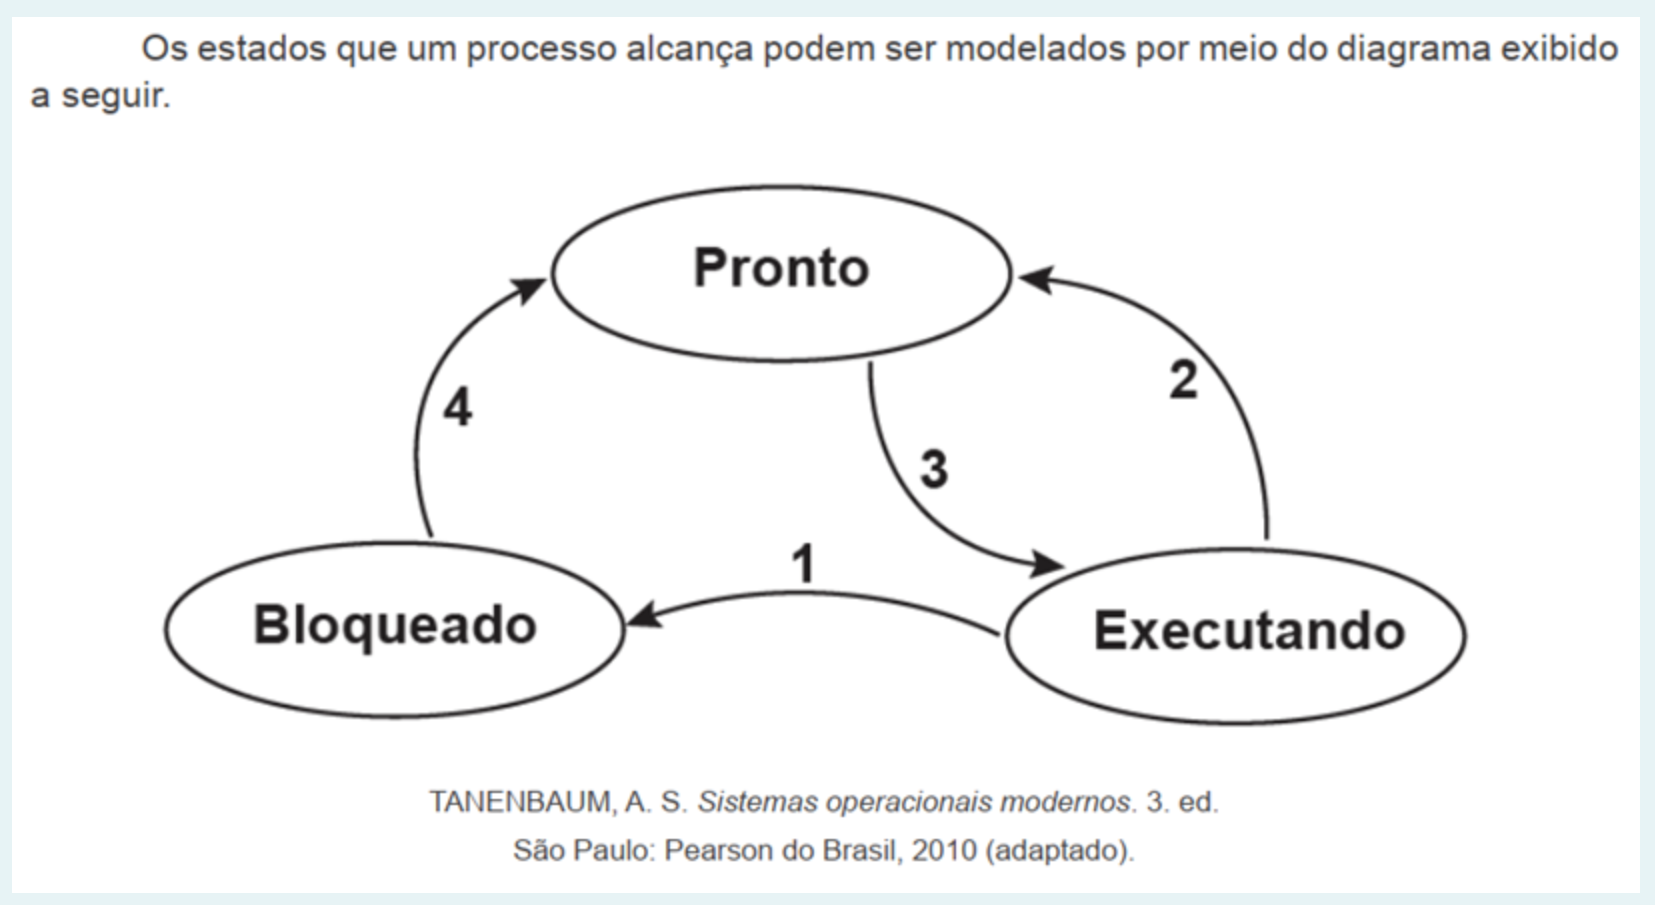 Os estados que um processo alcança podem ser modelados por meio do diagrama exibido
a seguir.
Pronto
4
2
3
1
Bloqueado
Executando
TANENBAUM, A. S. Sistemas operacionais modernos. 3. ed.
São Paulo: Pearson do Brasil, 2010 (adaptado).